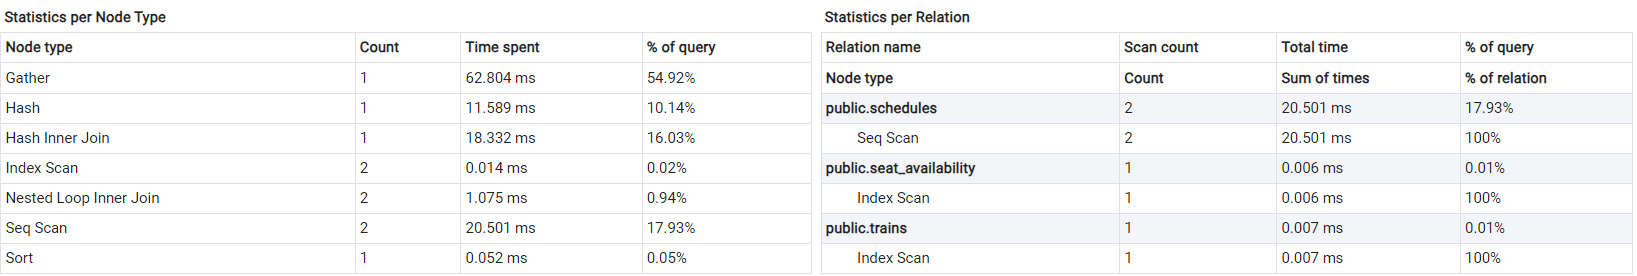 Statistics per Node Type
Node type Count Time spent % of query
Gather 1 62.804 ms 54.92%
Hash 1 11.589 ms 10.14%
Hash Inner Join 1 18.332 ms 16.03%
Index Scan 2 0.014 ms 0.02%
Nested Loop Inner Join 2 1.075 ms 0.94%
Seq Scan 2 20.501 ms 17.93%
Sort 1 0.052 ms 0.05%
Statistics per Relation
Relation name Scan count Total time % of query
Node type Count Sum of times % of relation
public.schedules 2 20.501 ms 17.93%
Seq Scan 2 20.501 ms 100%
public.seat_availability 1 0.006 ms 0.01%
Index Scan 1 0.006 ms 100%
public.trains 1 0.007 ms 0.01%
Index Scan 1 0.007 ms 100%